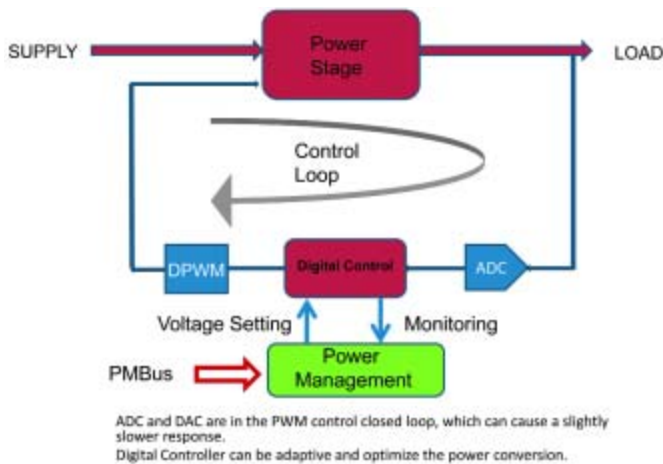 SUPPLY
Power
Stage
LOAD
Control
Loop
DPWM
Digital Control
ADC
Voltage Setting
Monitoring
PMBus
Power
Management
ADC and DAC are in the PWM control closed loop, which can cause a slightly
slower response.
Digital Controller can be adaptive and optimize the power conversion.